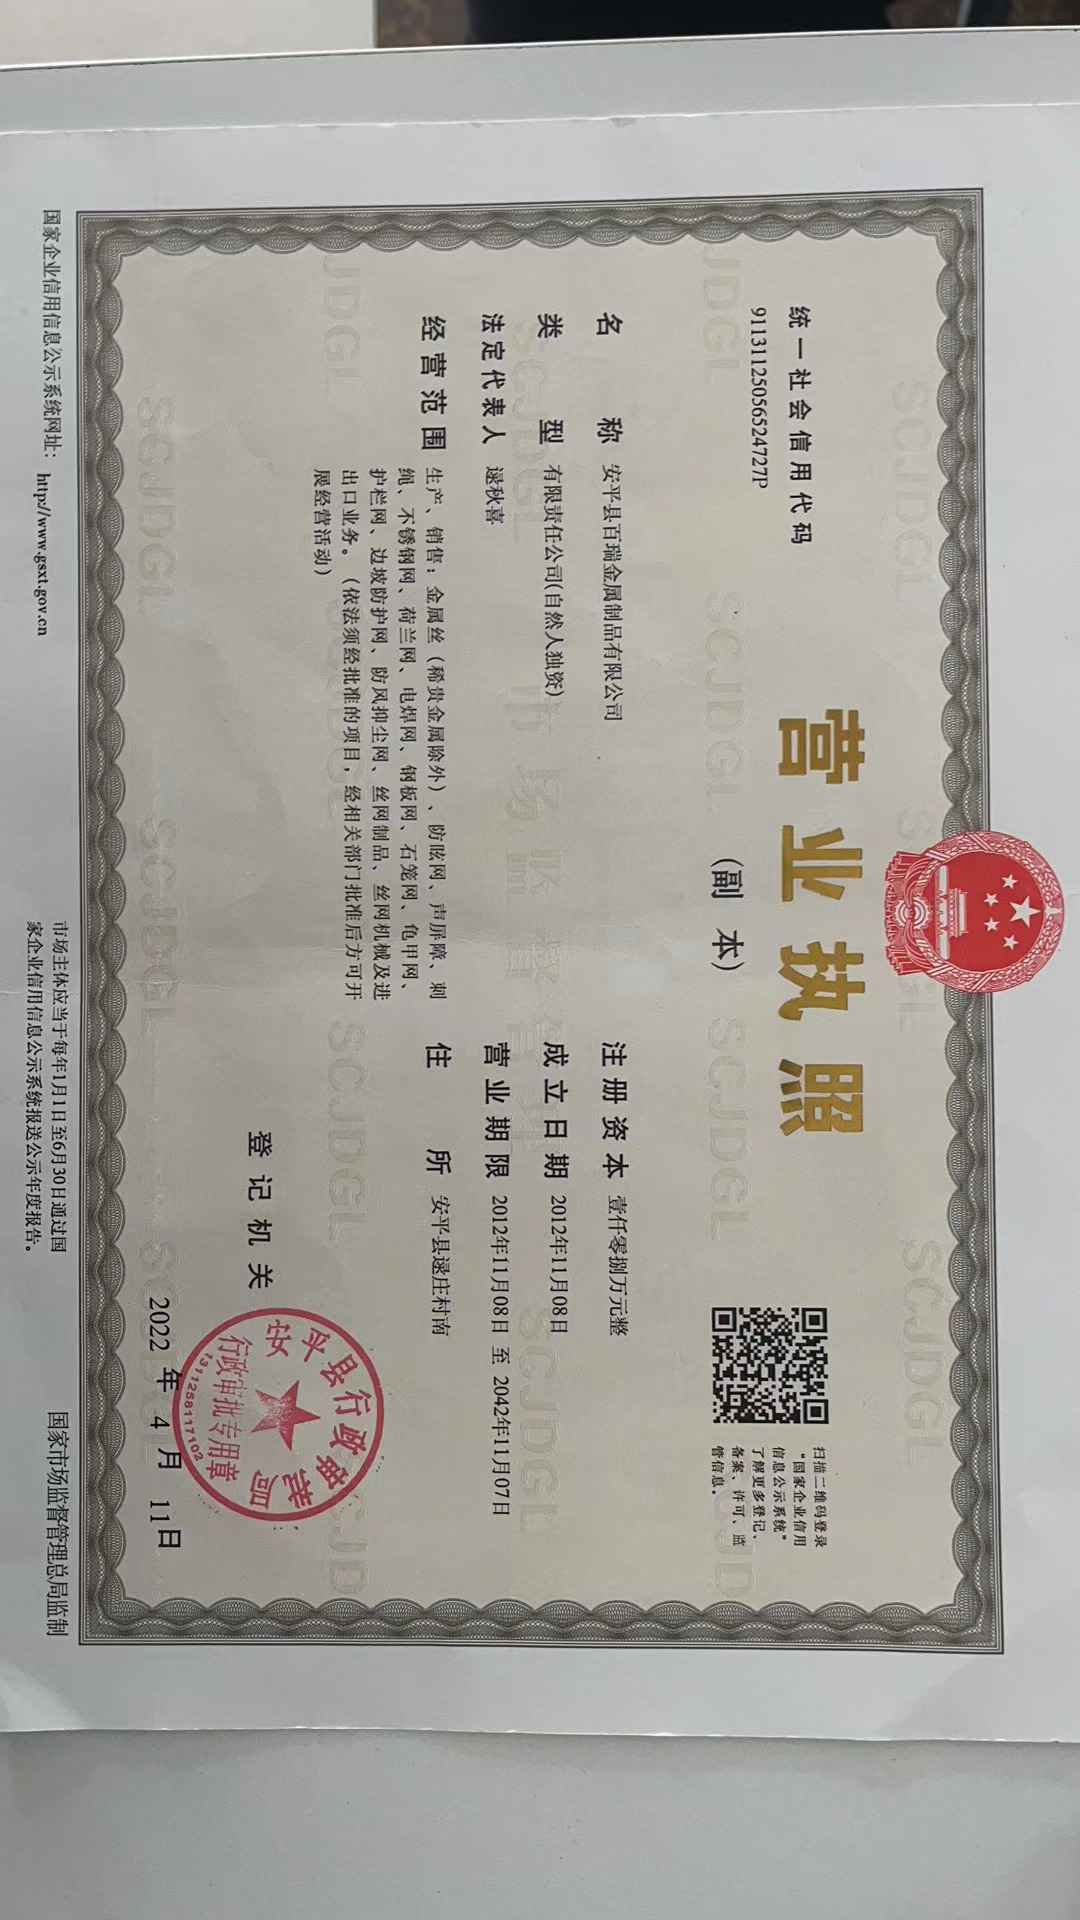 营业执照
（副 本）
统一社会信用代码
91131125056524727P
扫描二维码登录
“国家企业信用
信息公示系统”
了解更多登记、
备案、许可、监
管信息。
名 称 安平县百瑞金属制品有限公司
类 型 有限责任公司(自然人独资)
法定代表人 逯秋喜
经营范围 生产、销售：金属丝（稀贵金属除外）、防眩网、声屏障、刺
绳、不锈钢网、荷兰网、电焊网、钢板网、石笼网、龟甲网、
护栏网、边坡防护网、防风抑尘网、丝网制品、丝网机械及进
出口业务。（依法须经批准的项目，经相关部门批准后方可开
展经营活动）
注册资本 壹仟零捌万元整
成立日期 2012年11月08日
营业期限 2012年11月08日 至 2042年11月07日
住 所 安平县逯庄村南
登记机关
安平县行政审批局
行政审批专用章
1311258117102
2022 年 4 月 11日
国家企业信用信息公示系统网址： http://www.gsxt.gov.cn
市场主体应当于每年1月1日至6月30日通过国
家企业信用信息公示系统报送公示年度报告。
国家市场监督管理总局监制